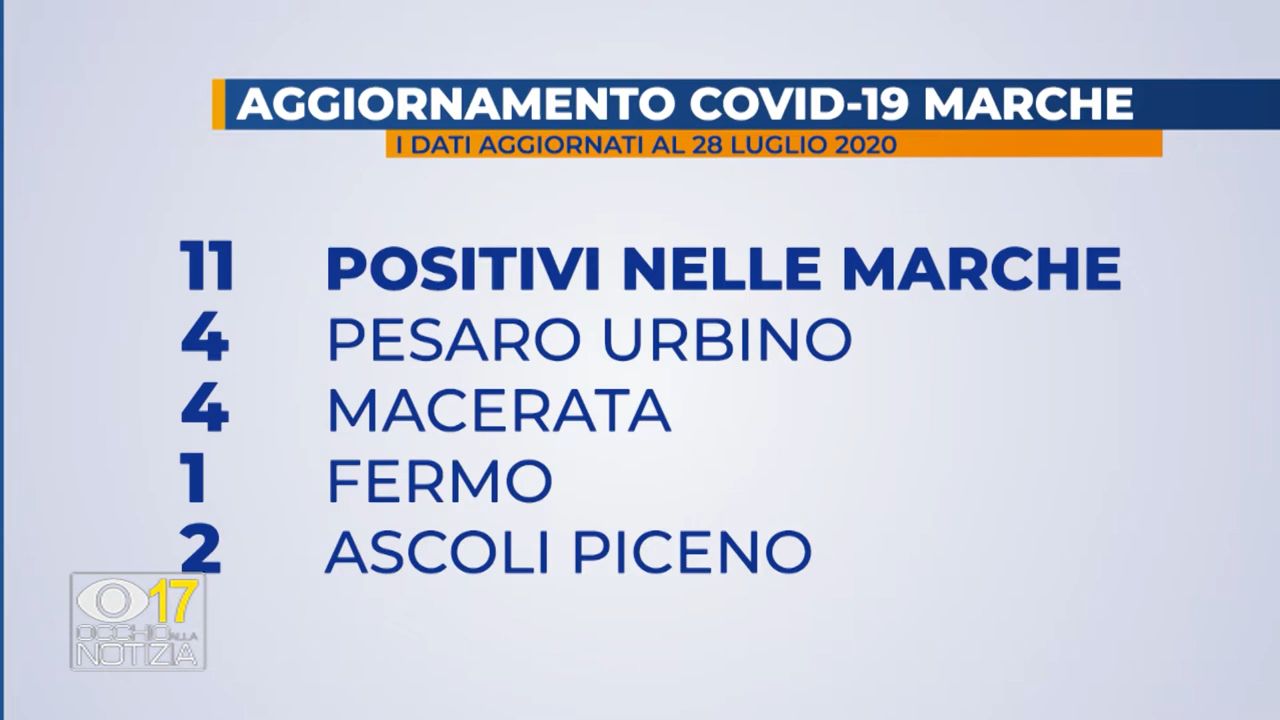 AGGIORNAMENTO COVID-19 MARCHE
I DATI AGGIORNATI AL 28 LUGLIO 2020
11 POSITIVI NELLE MARCHE
4 PESARO URBINO
4 MACERATA
1 FERMO
2 ASCOLI PICENO
17
OCCHIO ALLA
NOTIZIA